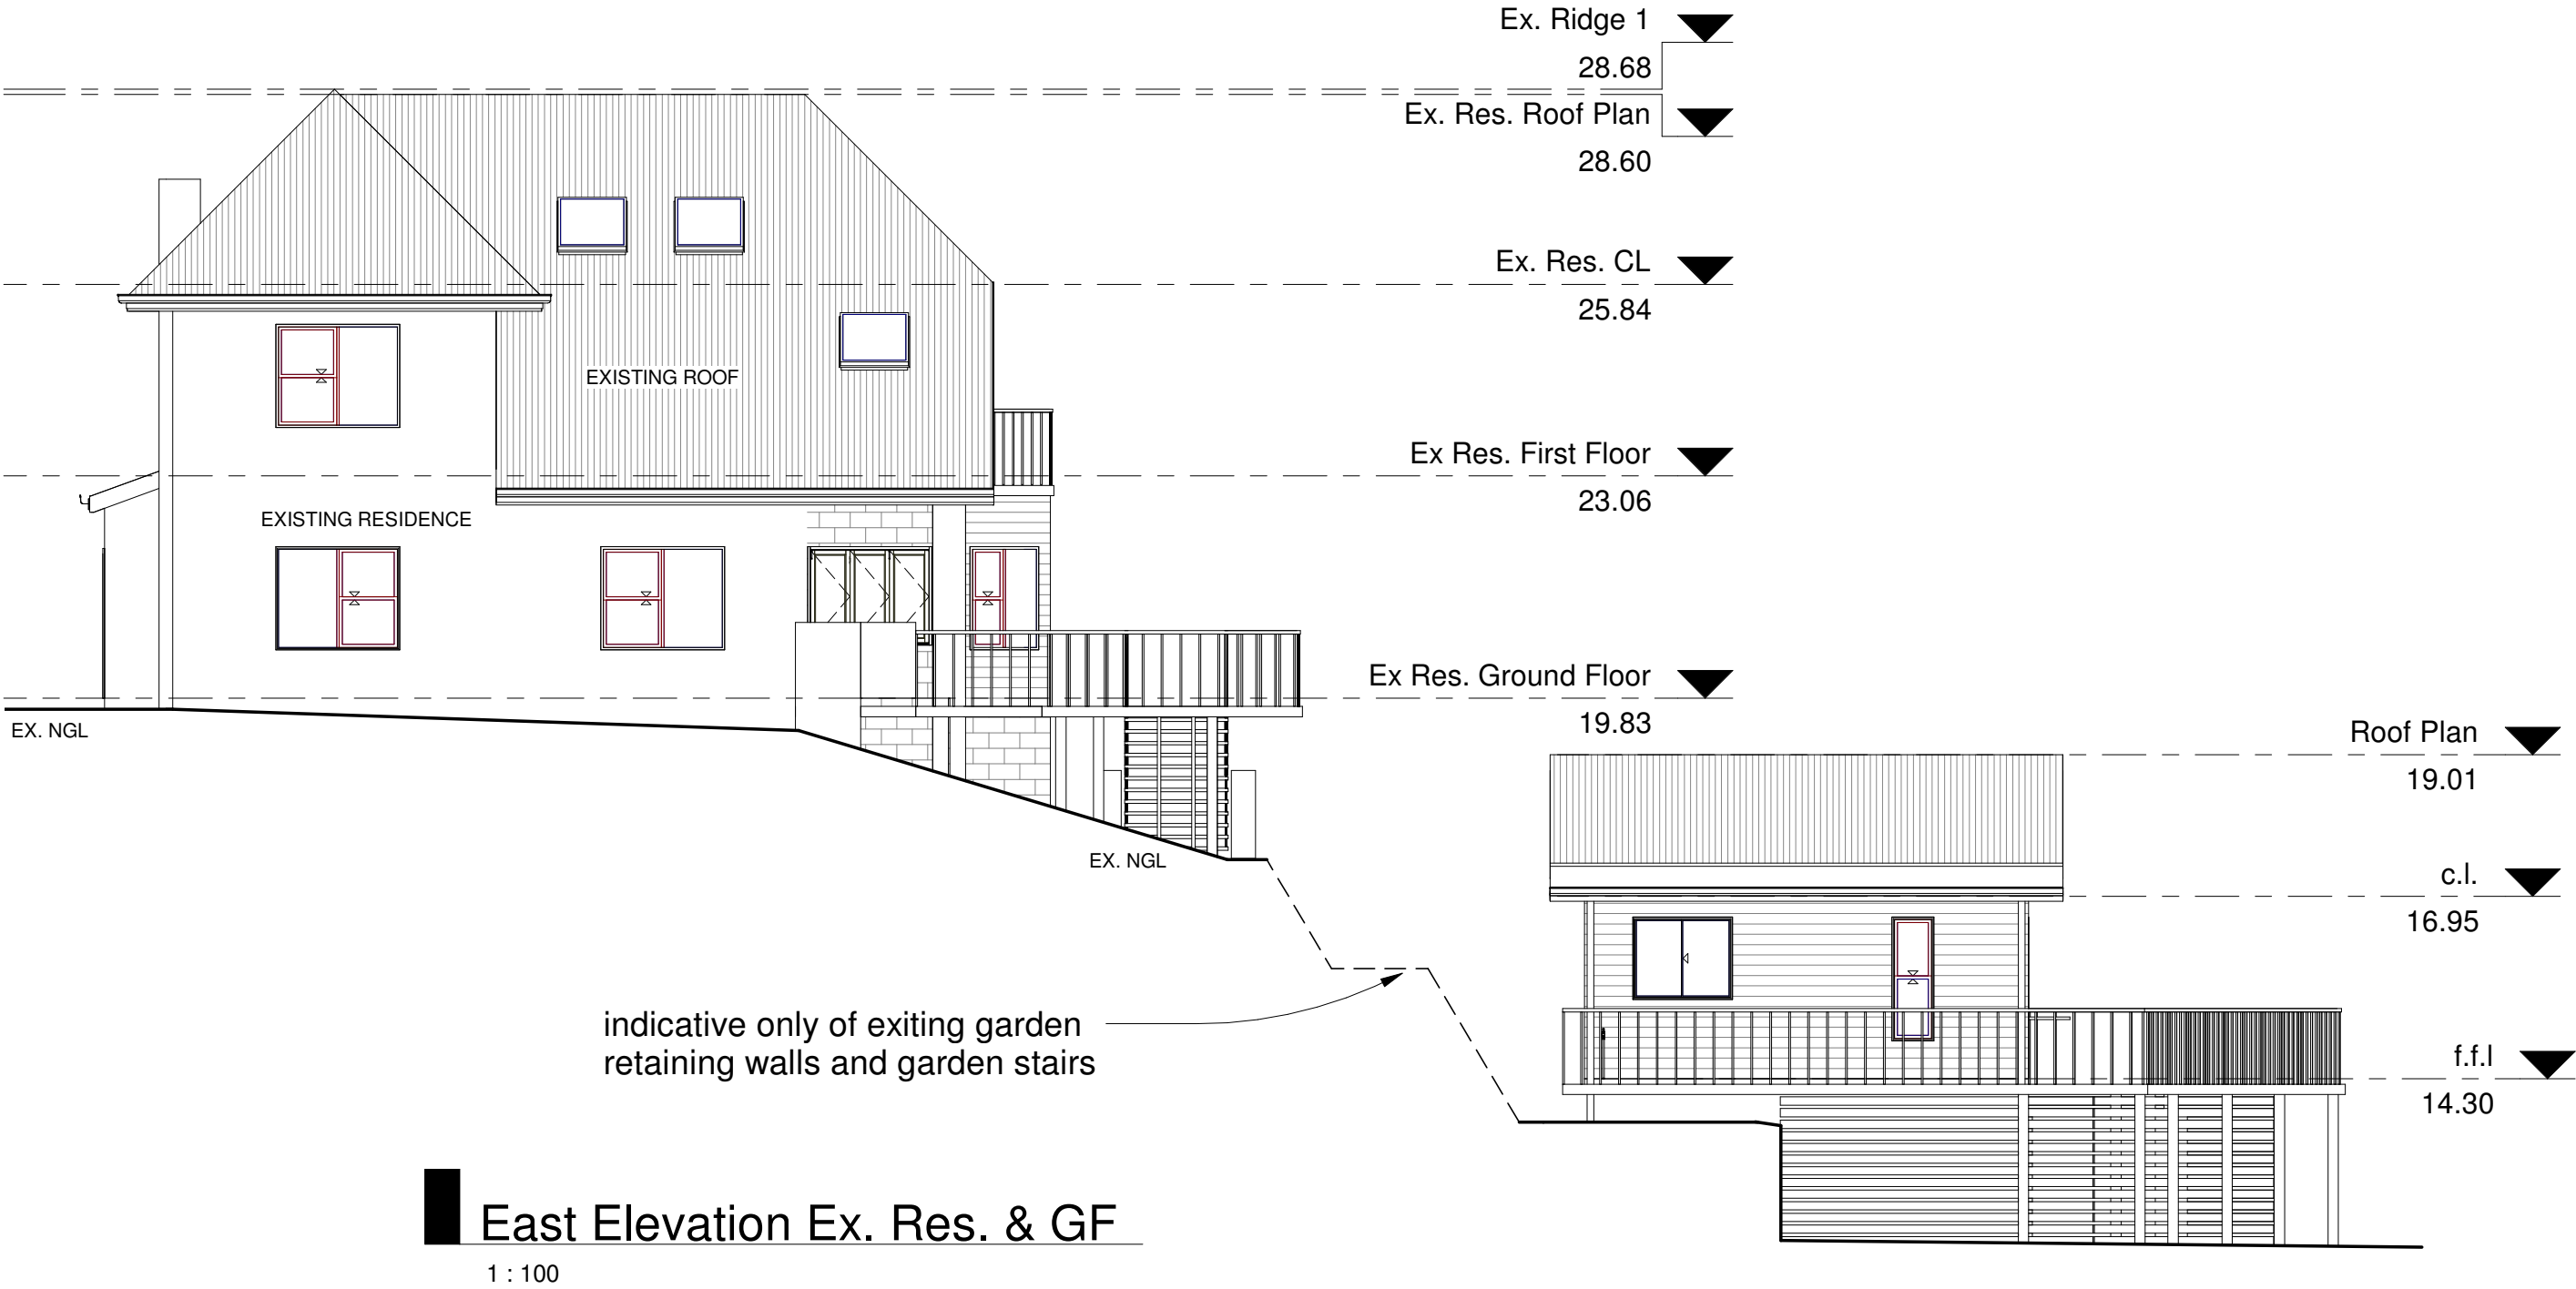 Ex. Ridge 1
28.68
Ex. Res. Roof Plan
28.60
Ex. Res. CL
25.84
EXISTING ROOF
Ex Res. First Floor
23.06
EXISTING RESIDENCE
Ex Res. Ground Floor
19.83
EX. NGL
Roof Plan
19.01
EX. NGL
c.l.
16.95
indicative only of exiting garden
retaining walls and garden stairs
f.f.l
14.30
East Elevation Ex. Res. & GF
1 : 100